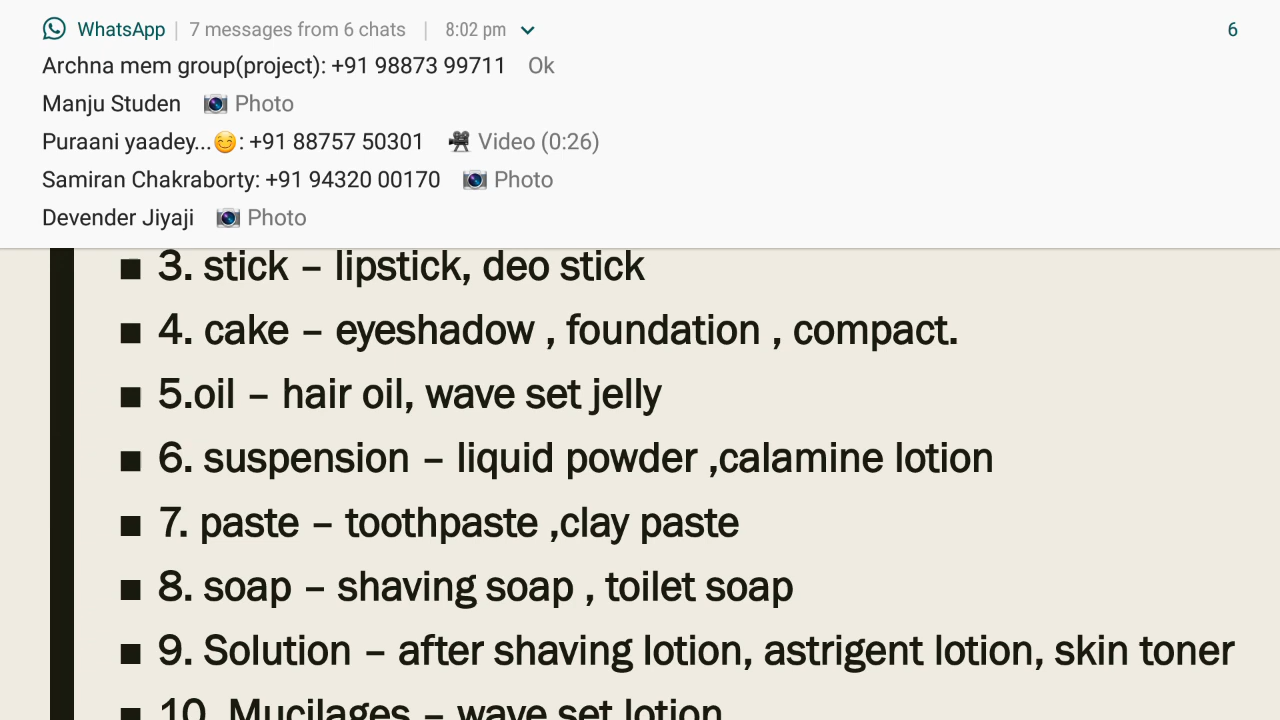 WhatsApp | 7 messages from 6 chats | 8:02 pm 6
Archna mem group(project): +91 98873 99711 Ok
Manju Studen 📷 Photo
Puraani yaadey...😊: +91 88757 50301 🎥 Video (0:26)
Samiran Chakraborty: +91 94320 00170 📷 Photo
Devender Jiyaji 📷 Photo
■ 3. stick – lipstick, deo stick
■ 4. cake – eyeshadow , foundation , compact.
■ 5.oil – hair oil, wave set jelly
■ 6. suspension – liquid powder ,calamine lotion
■ 7. paste – toothpaste ,clay paste
■ 8. soap – shaving soap , toilet soap
■ 9. Solution – after shaving lotion, astrigent lotion, skin toner
■ 10. Mucilages – wave set lotion